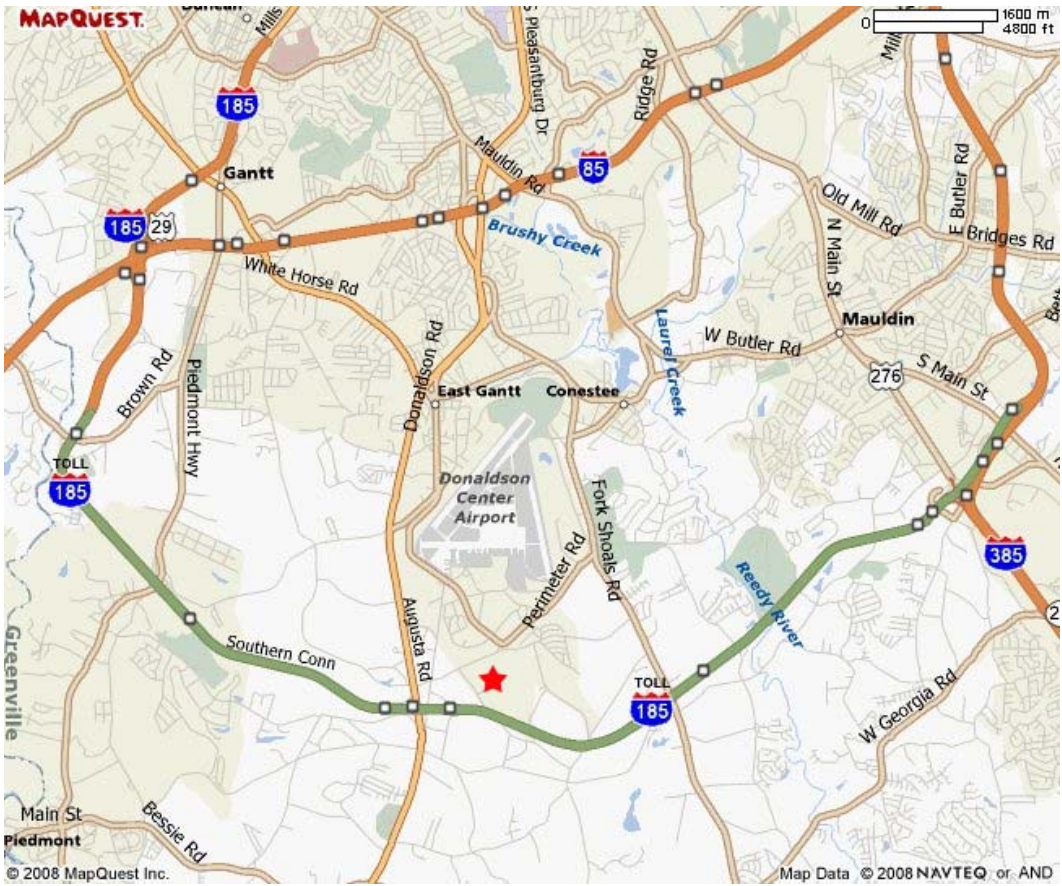 MAPQUEST.
Duncan
Mills
1600 m
0
4800 ft
Pleasantburg Dr
Ridge Rd
185
Mauldin Rd
85
Gantt
185
29
Old Mill Rd
E Butler Rd
Bridges Rd
N Main St
Brushy Creek
White Horse Rd
Laurel Creek
Mauldin
W Butler Rd
Donaldson Rd
Brown Rd
Piedmont Hwy
276
S Main St
East Gantt
Conestee
TOLL
185
Donaldson
Center
Airport
Fork Shoals Rd
Perimeter Rd
385
Reedy River
Augusta Rd
Southern Conn
Greenville
TOLL
185
W Georgia Rd
Main St
Piedmont
Bessie Rd
© 2008 MapQuest Inc.
Map Data © 2008 NAVTEQ or AND